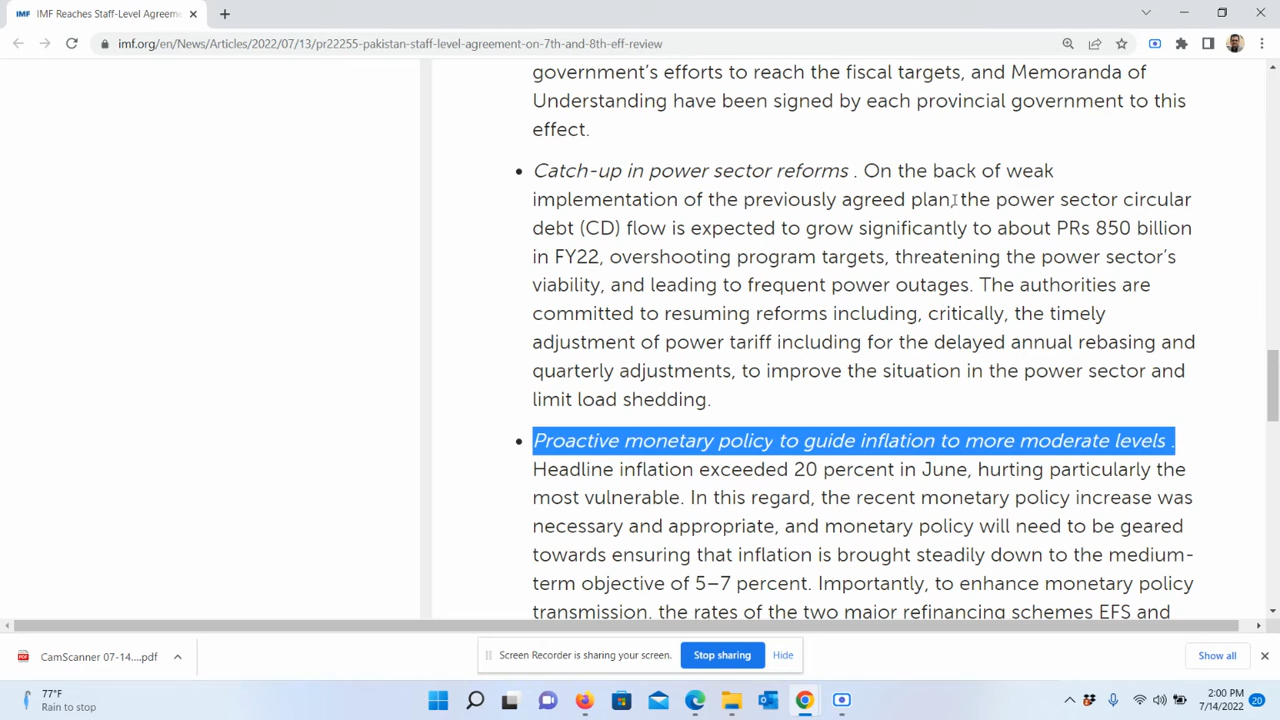 IMF Reaches Staff-Level Agreeme
imf.org/en/News/Articles/2022/07/13/pr22255-pakistan-staff-level-agreement-on-7th-and-8th-eff-review
government's efforts to reach the fiscal targets, and Memoranda of
Understanding have been signed by each provincial government to this
effect.
• Catch-up in power sector reforms . On the back of weak
implementation of the previously agreed plan, the power sector circular
debt (CD) flow is expected to grow significantly to about PRs 850 billion
in FY22, overshooting program targets, threatening the power sector's
viability, and leading to frequent power outages. The authorities are
committed to resuming reforms including, critically, the timely
adjustment of power tariff including for the delayed annual rebasing and
quarterly adjustments, to improve the situation in the power sector and
limit load shedding.
• Proactive monetary policy to guide inflation to more moderate levels .
Headline inflation exceeded 20 percent in June, hurting particularly the
most vulnerable. In this regard, the recent monetary policy increase was
necessary and appropriate, and monetary policy will need to be geared
towards ensuring that inflation is brought steadily down to the medium-
term objective of 5–7 percent. Importantly, to enhance monetary policy
transmission, the rates of the two major refinancing schemes EFS and
CamScanner 07-14....pdf
Screen Recorder is sharing your screen. Stop sharing Hide
Show all
77°F
Rain to stop
2:00 PM
7/14/2022
20